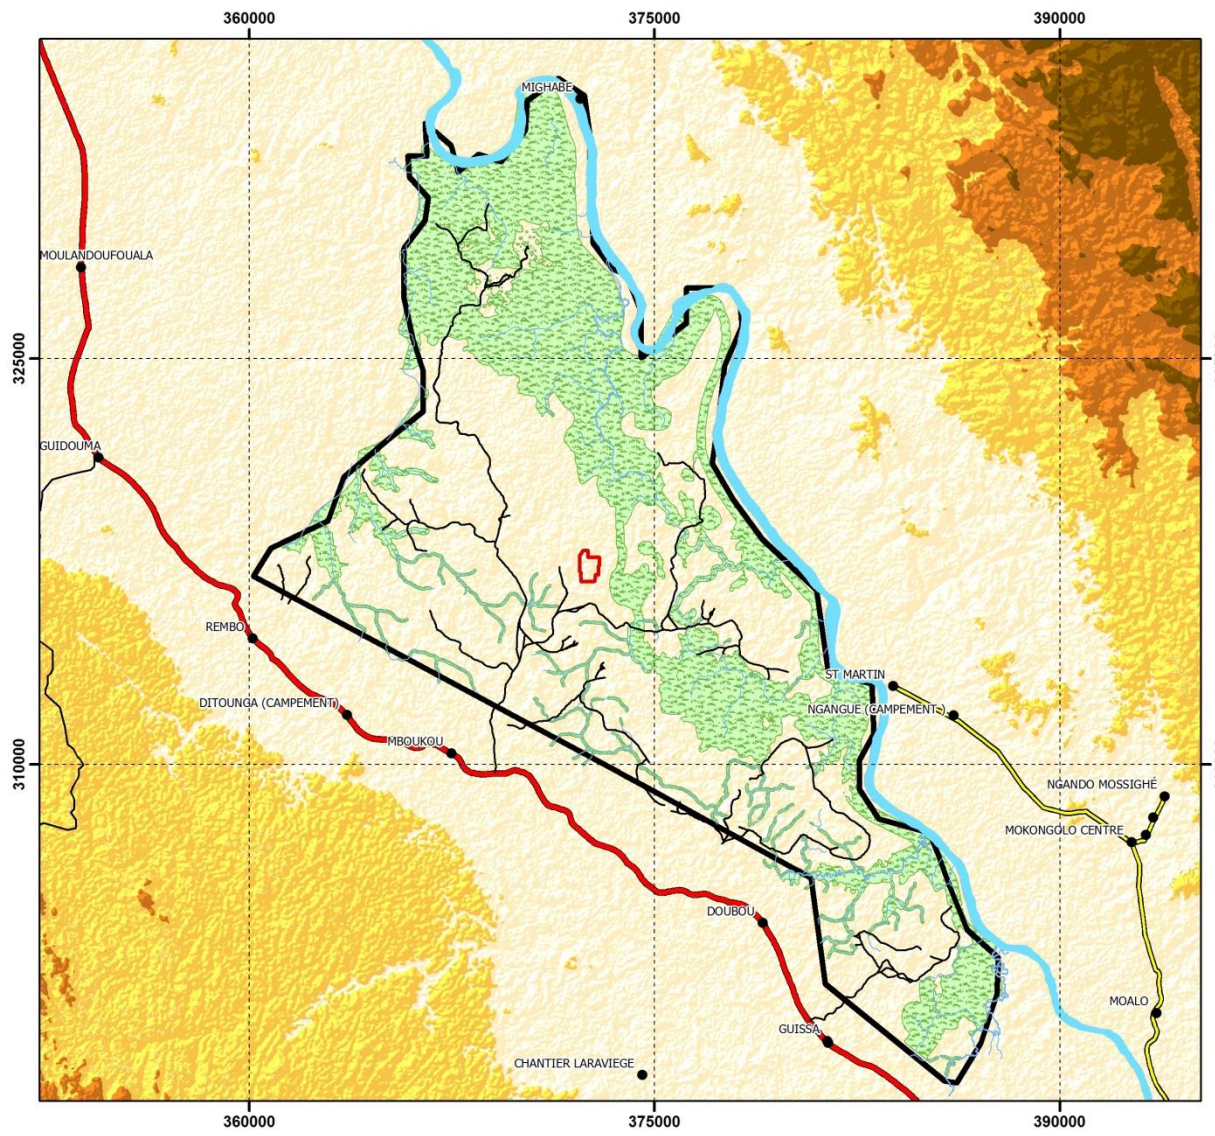 360000
375000
390000
MIGHABE
MOULANDOUFOUALA
325000
GUIDOUMA
REMBO
ST MARTIN
DITOUNGA (CAMPEMENT)
NGANGUE (CAMPEMENT )
MBOUKOU
310000
NGANDO MOSSIGHÉ
MOKONGOLO CENTRE
DOUBOU
MOALO
GUISSA
CHANTIER LARAVIEGE
360000
375000
390000